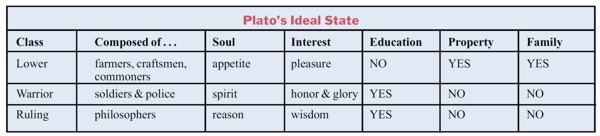 Plato's Ideal State
Class Composed of . . . Soul Interest Education Property Family
Lower farmers, craftsmen, commoners appetite pleasure NO YES YES
Warrior soldiers & police spirit honor & glory YES NO NO
Ruling philosophers reason wisdom YES NO NO